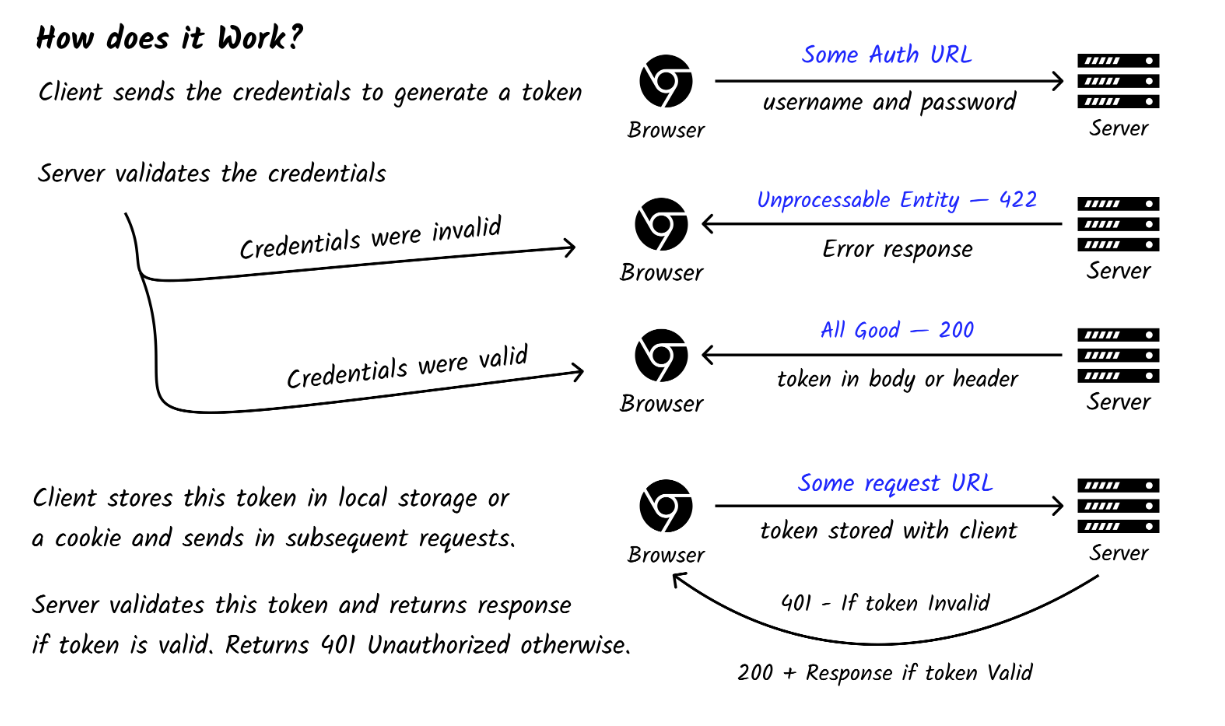 How does it Work?
Client sends the credentials to generate a token
Some Auth URL
username and password
Browser
Server
Server validates the credentials
Credentials were invalid
Unprocessable Entity — 422
Error response
Browser
Server
Credentials were valid
All Good — 200
token in body or header
Browser
Server
Client stores this token in local storage or
a cookie and sends in subsequent requests.
Some request URL
token stored with client
Browser
Server
Server validates this token and returns response
if token is valid. Returns 401 Unauthorized otherwise.
401 - If token Invalid
200 + Response if token Valid